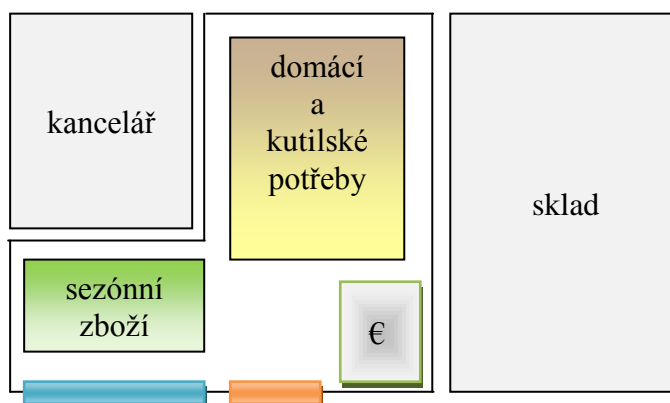 kancelář
domácí
a
kutilské
potřeby
sklad
sezónní
zboží
€